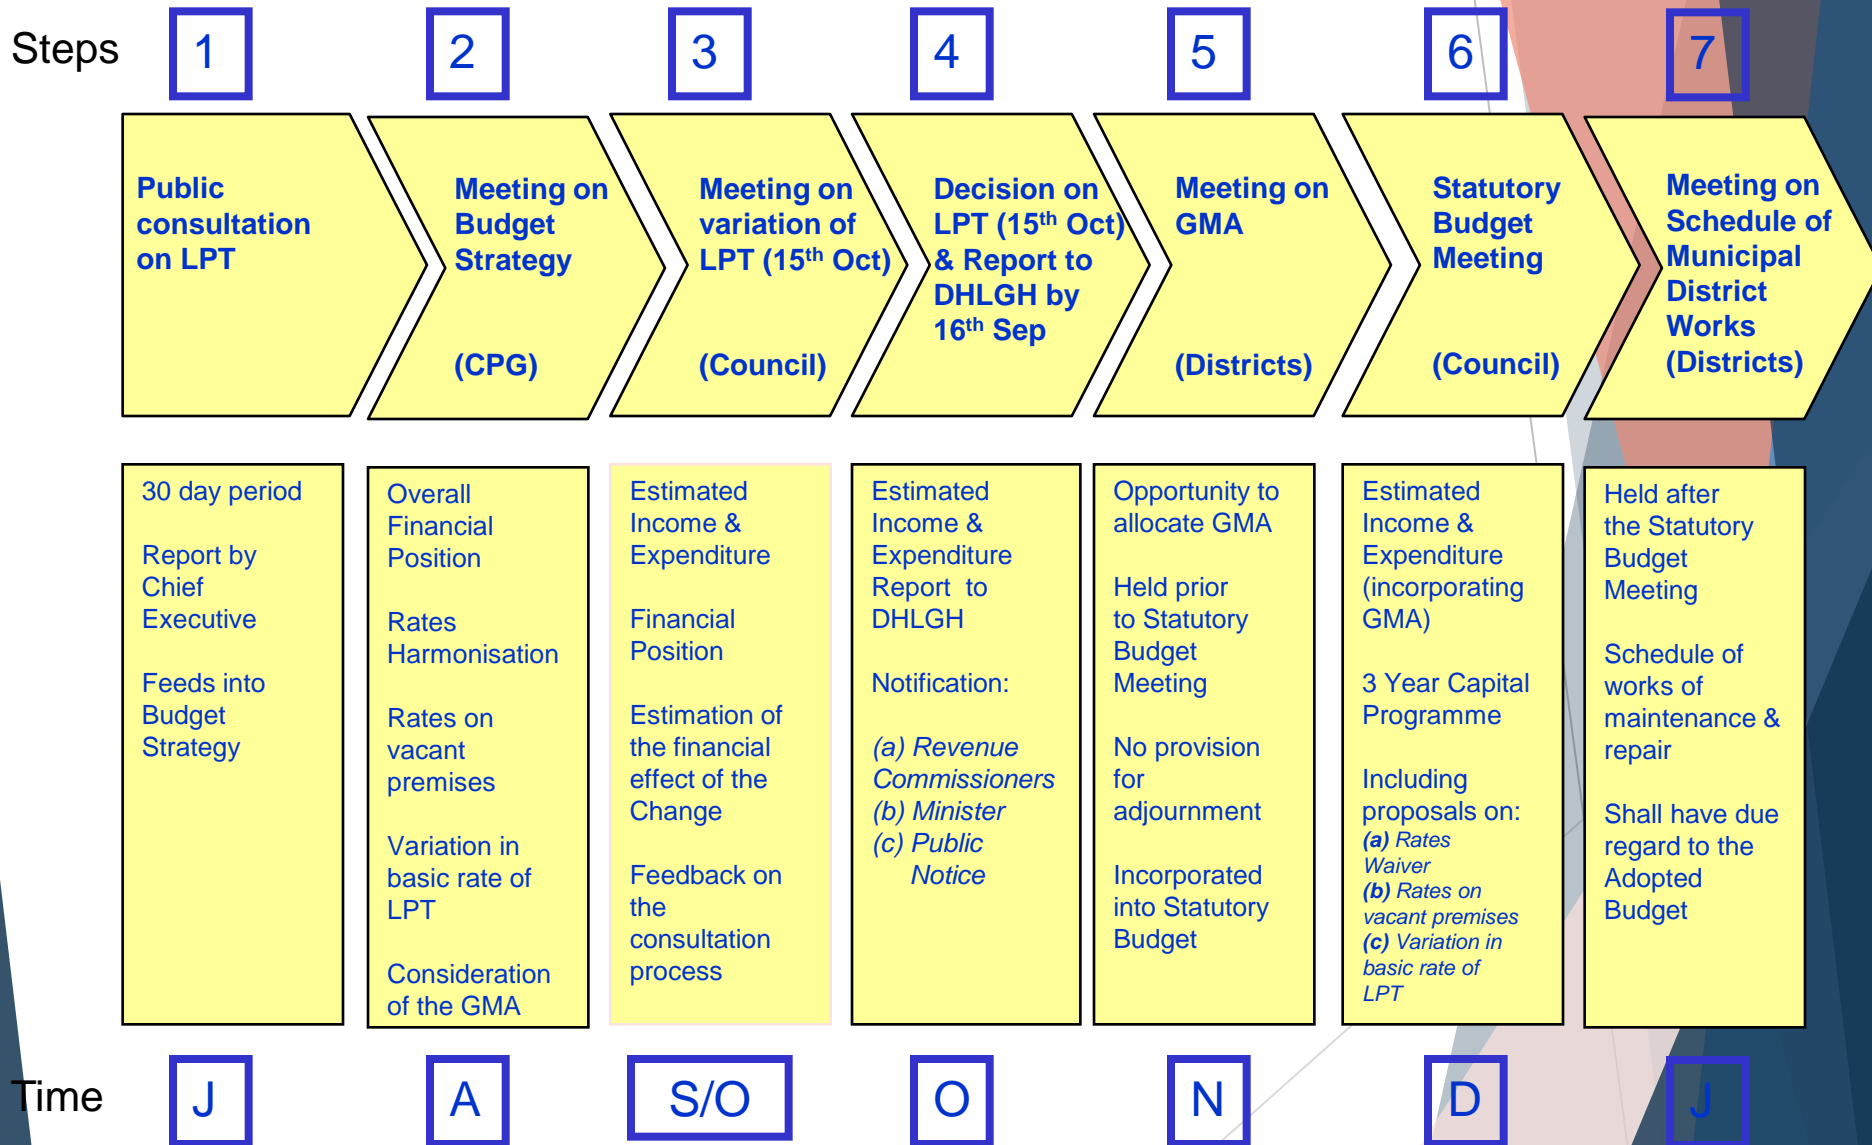 Steps
1
2
3
4
5
6
7
Public
consultation
on LPT
Meeting on
Budget
Strategy
(CPG)
Meeting on
variation of
LPT (15th Oct)
(Council)
Decision on
LPT (15th Oct)
& Report to
DHLGH by
16th Sep
Meeting on
GMA
(Districts)
Statutory
Budget
Meeting
(Council)
Meeting on
Schedule of
Municipal
District
Works
(Districts)
30 day period
Report by
Chief
Executive
Feeds into
Budget
Strategy
Overall
Financial
Position
Rates
Harmonisation
Rates on
vacant
premises
Variation in
basic rate of
LPT
Consideration
of the GMA
Estimated
Income &
Expenditure
Financial
Position
Estimation of
the financial
effect of the
Change
Feedback on
the
consultation
process
Estimated
Income &
Expenditure
Report to
DHLGH
Notification:
(a) Revenue
Commissioners
(b) Minister
(c) Public
Notice
Opportunity to
allocate GMA
Held prior
to Statutory
Budget
Meeting
No provision
for
adjournment
Incorporated
into Statutory
Budget
Estimated
Income &
Expenditure
(incorporating
GMA)
3 Year Capital
Programme
Including
proposals on:
(a) Rates
Waiver
(b) Rates on
vacant premises
(c) Variation in
basic rate of
LPT
Held after
the Statutory
Budget
Meeting
Schedule of
works of
maintenance &
repair
Shall have due
regard to the
Adopted
Budget
Time
J
A
S/O
O
N
D
J